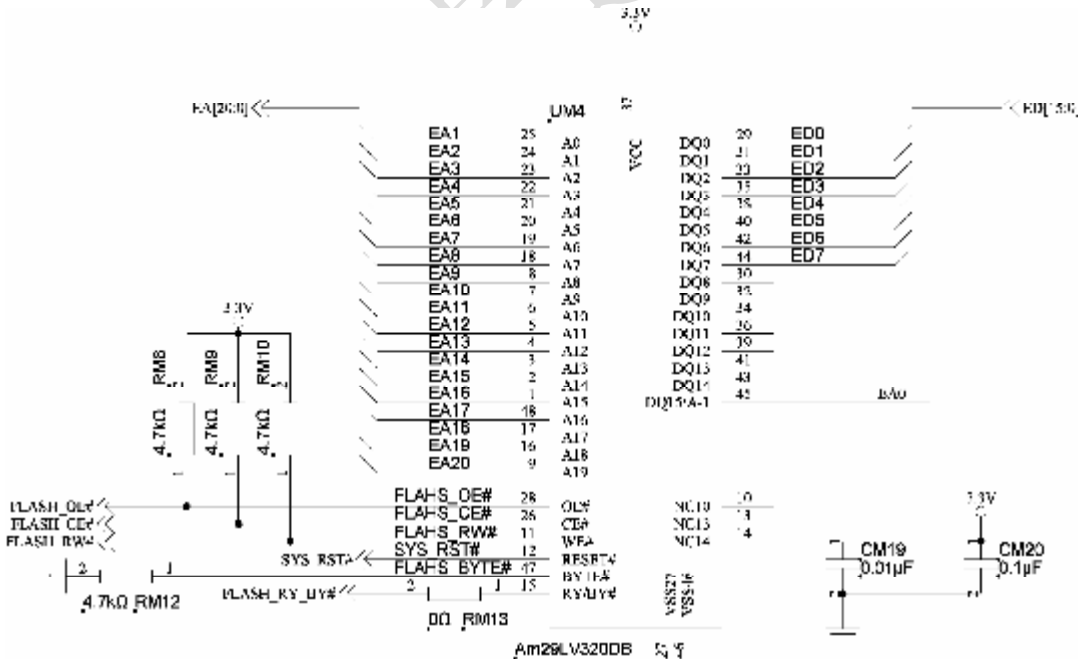 3.3V
EA[20:0]
UM4
37
ED[15:0]
EA1 25 A0 VCC DQ0 29 ED0
EA2 24 A1 DQ1 31 ED1
EA3 23 A2 DQ2 33 ED2
EA4 22 A3 DQ3 35 ED3
EA5 21 A4 DQ4 38 ED4
EA6 20 A5 DQ5 40 ED5
EA7 19 A6 DQ6 42 ED6
EA8 18 A7 DQ7 44 ED7
EA9 8 A8 DQ8 30
EA10 7 A9 DQ9 32
EA11 6 A10 DQ10 34
EA12 5 A11 DQ11 36
EA13 4 A12 DQ12 39
EA14 3 A13 DQ13 41
EA15 2 A14 DQ14 43
EA16 1 A15 DQ15/A-1 45 EA0
EA17 48 A16
EA18 17 A17
EA19 16 A18
EA20 9 A19
3.3V
RM8 RM9 RM10
2 2 2
4.7kΩ 4.7kΩ 4.7kΩ
1 1 1
FLASH_OE# FLAHS_OE# 28 OE# NC10 10
FLASH_CE# FLAHS_CE# 26 CE# NC13 13
FLASH_RW# FLAHS_RW# 11 WE# NC14 14
SYS_RST# SYS_RST# 12 RESET#
2 1 FLAHS_BYTE# 47 BYTE#
4.7kΩ RM12
FLASH_RY_BY# 2 1 15 RY/BY#
0Ω RM13
VSS27
VSS46
3.3V
CM19
0.01μF
CM20
0.1μF
Am29LV320DB